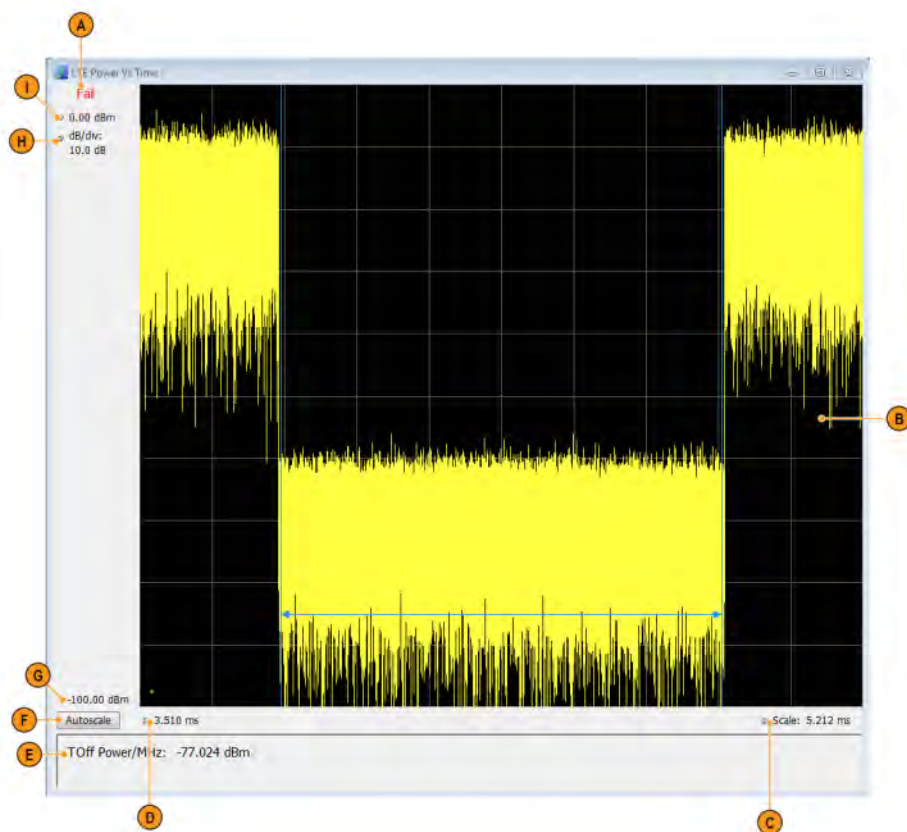 A
LTE Power Vs Time
Fail
I
0.00 dBm
H
dB/div:
10.0 dB
B
G
-100.00 dBm
F
Autoscale
3.510 ms
Scale: 5.212 ms
E
TOff Power/MHz: -77.024 dBm
D
C